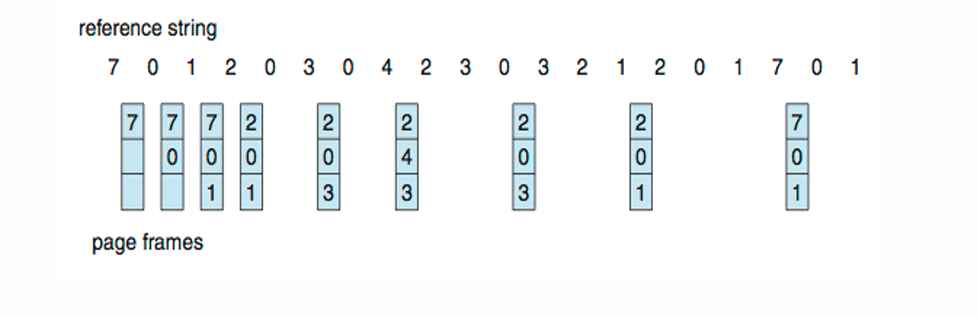 reference string
7 0 1 2 0 3 0 4 2 3 0 3 2 1 2 0 1 7 0 1
7 7 7 2 2 2 2 2 7
0 0 0 0 4 0 0 0
1 1 3 3 3 1 1
page frames